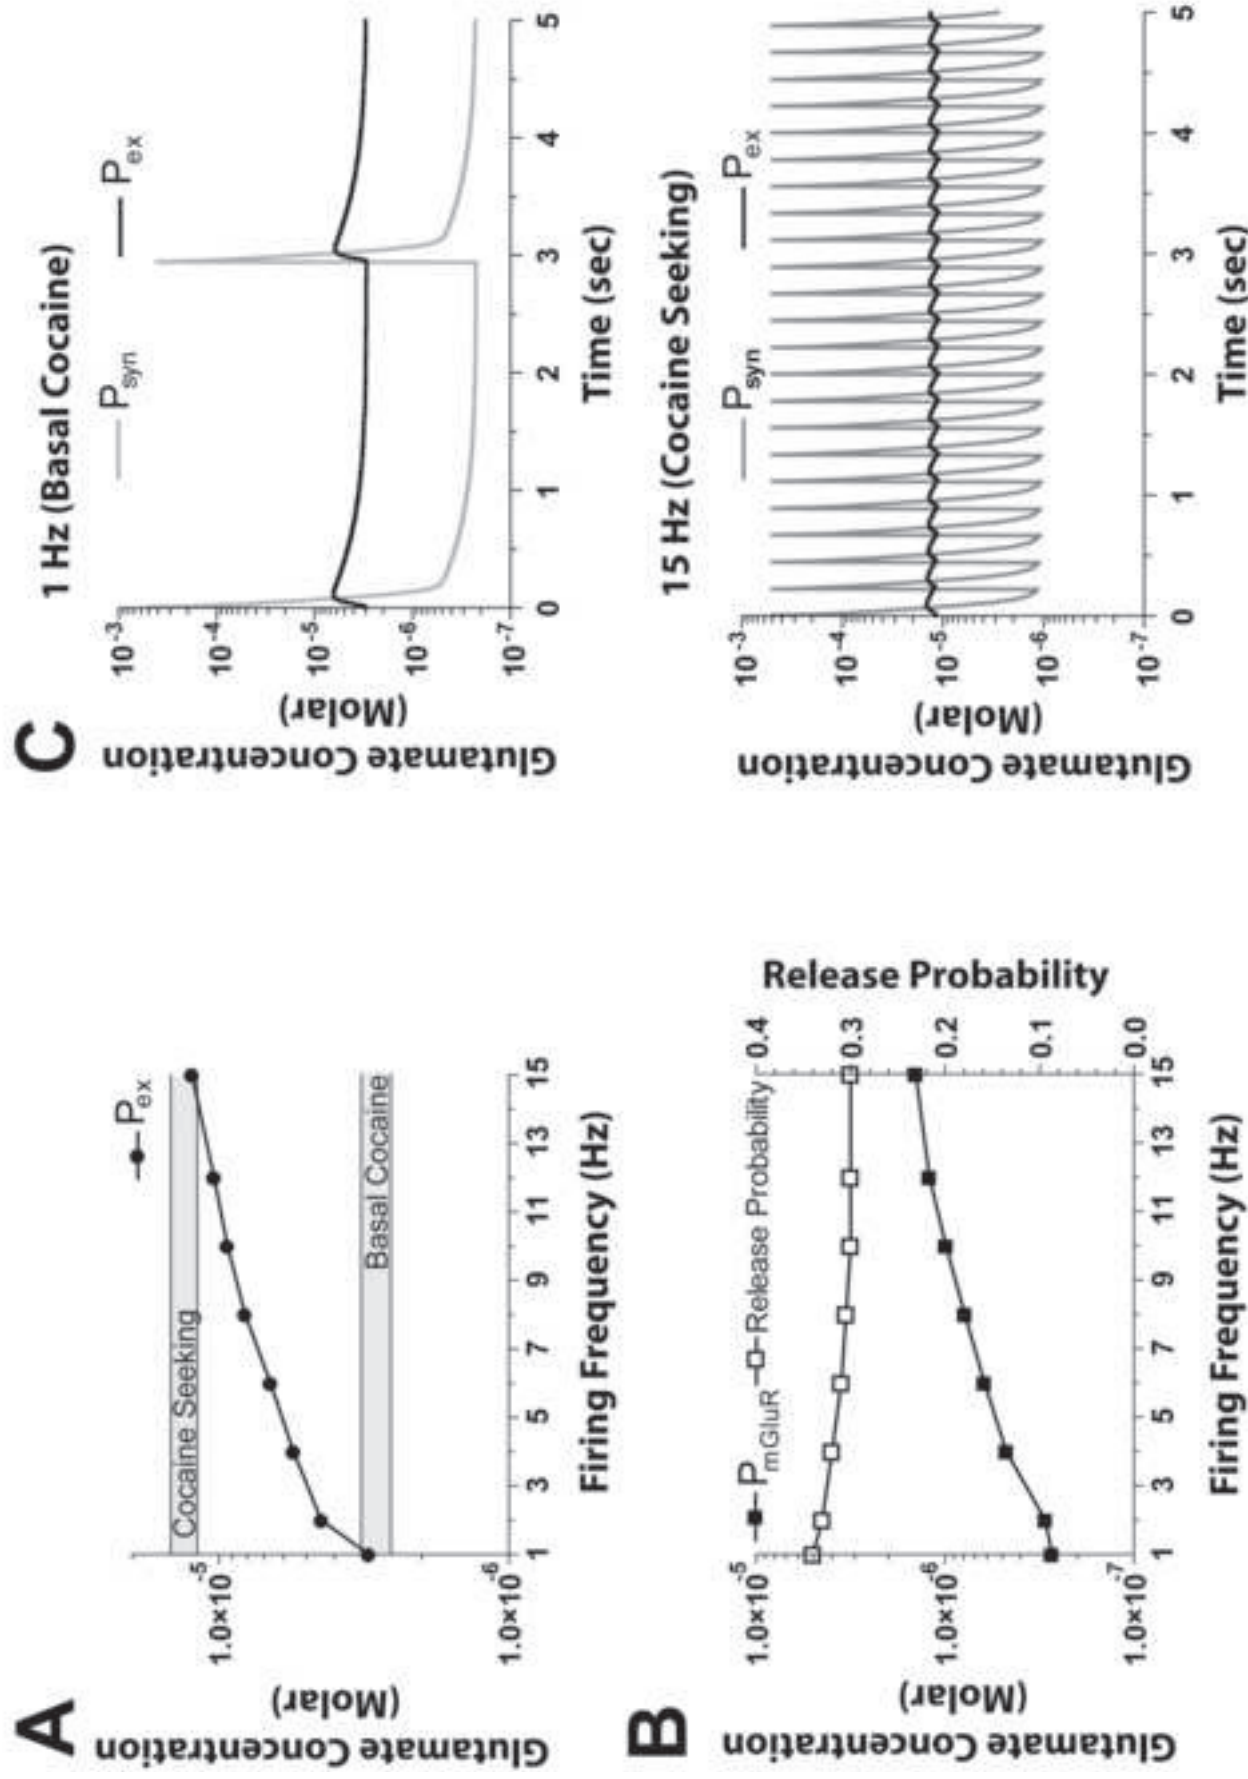 A
Glutamate Concentration
(Molar)
1.0×10-5
1.0×10-6
Cocaine Seeking
Basal Cocaine
Pex
1 3 5 7 9 11 13 15
Firing Frequency (Hz)
B
Glutamate Concentration
(Molar)
1.0×10-5
1.0×10-6
1.0×10-7
PmGluR Release Probability
0.4
0.3
0.2
0.1
0.0
Release Probability
1 3 5 7 9 11 13 15
Firing Frequency (Hz)
C
1 Hz (Basal Cocaine)
Psyn Pex
Glutamate Concentration
(Molar)
10-3
10-4
10-5
10-6
10-7
0 1 2 3 4 5
Time (sec)
15 Hz (Cocaine Seeking)
Psyn Pex
Glutamate Concentration
(Molar)
10-3
10-4
10-5
10-6
10-7
0 1 2 3 4 5
Time (sec)